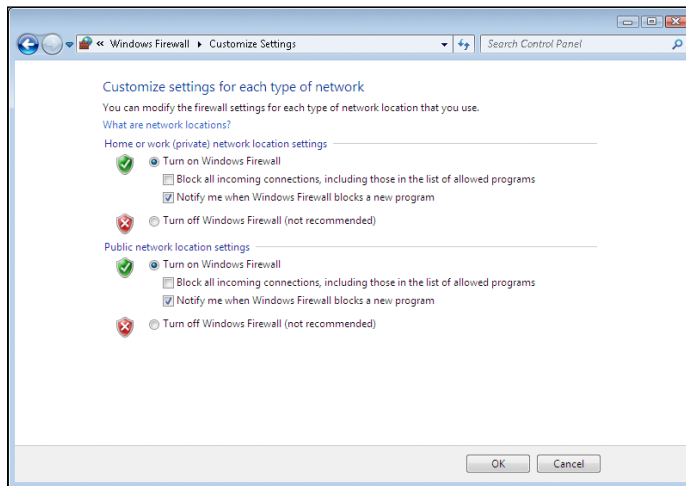 « Windows Firewall ▸ Customize Settings
Search Control Panel
Customize settings for each type of network
You can modify the firewall settings for each type of network location that you use.
What are network locations?
Home or work (private) network location settings
Turn on Windows Firewall
Block all incoming connections, including those in the list of allowed programs
Notify me when Windows Firewall blocks a new program
Turn off Windows Firewall (not recommended)
Public network location settings
Turn on Windows Firewall
Block all incoming connections, including those in the list of allowed programs
Notify me when Windows Firewall blocks a new program
Turn off Windows Firewall (not recommended)
OK
Cancel